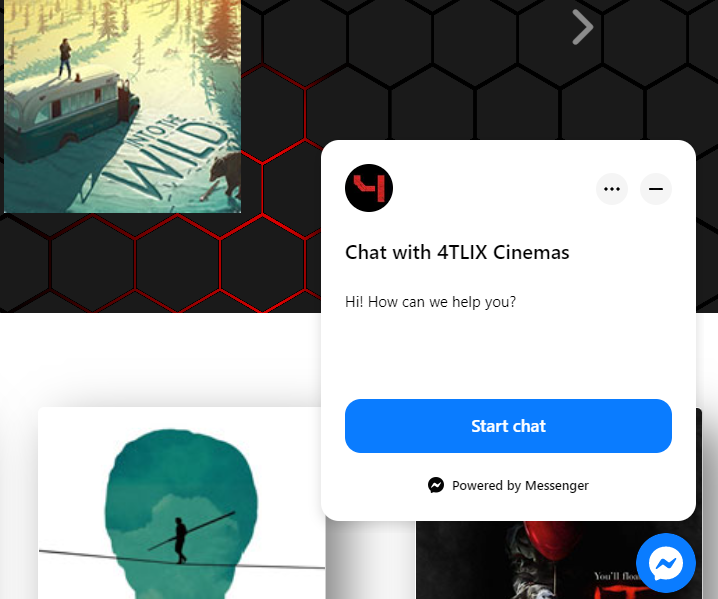 INTO THE
WILD
Chat with 4TLIX Cinemas
Hi! How can we help you?
Start chat
Powered by Messenger
You'll
IT